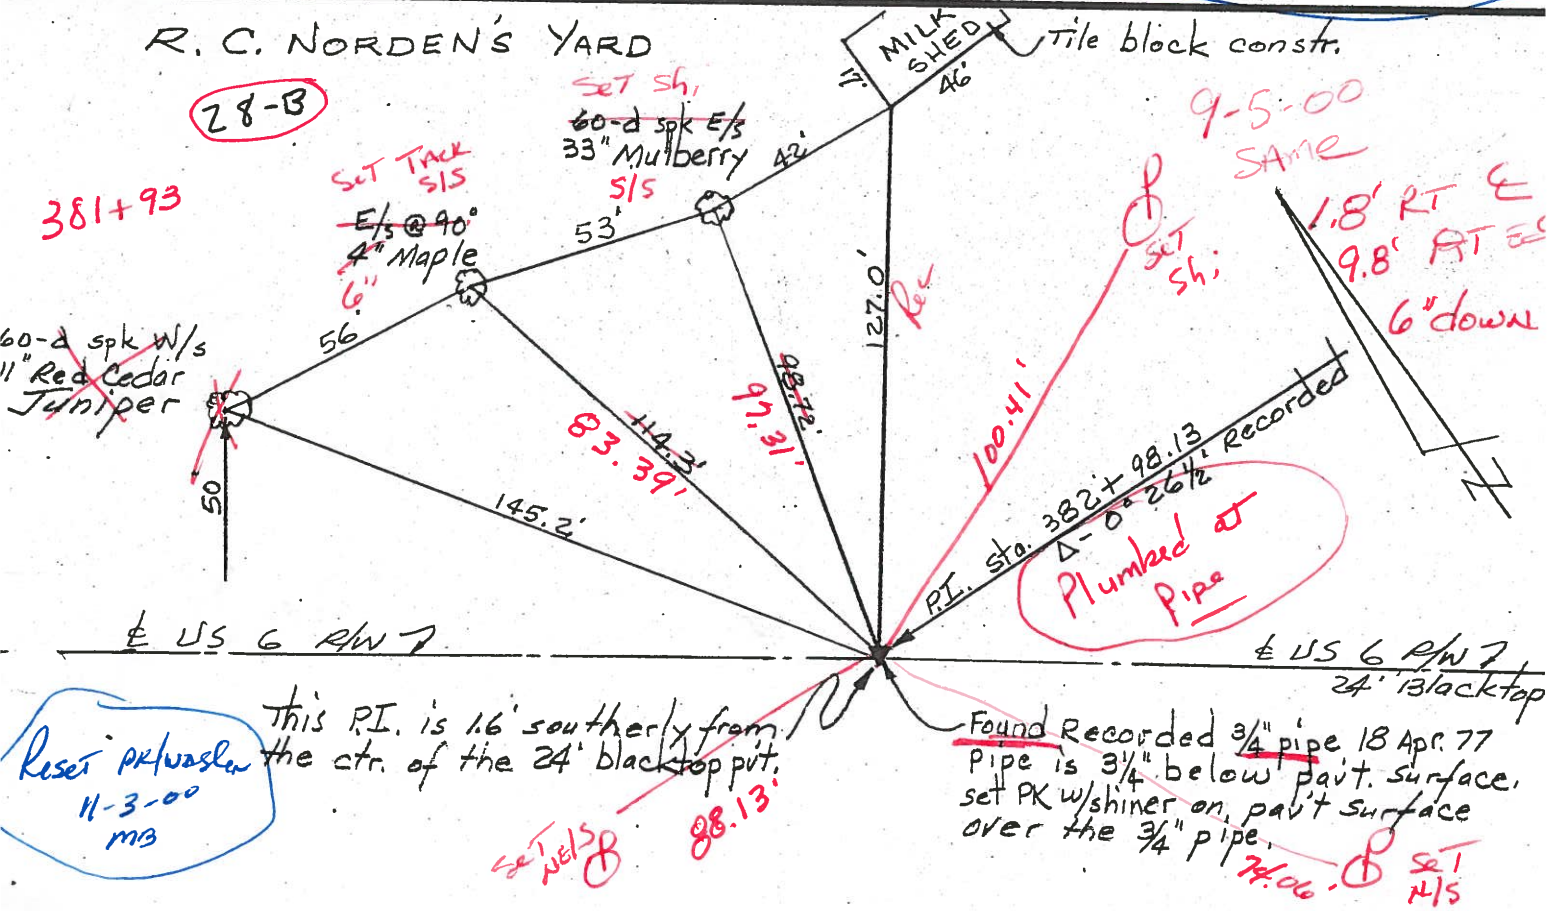 R. C. NORDEN'S YARD
28-B
381+93
MILK
SHED
17'
46'
Tile block constr.
SET Sh,
60-d spk E/s
33" Mulberry
S/S
42'
SET TACK
S/S
E/s @ 90°
4" Maple
6"
53'
9-5-00
SAME
1.8' RT ℄
9.8' RT
6" down
60-d spk W/s
11" Red Cedar
Juniper
56'
50'
145.2'
114.3'
83.39'
98.72'
97.31'
127.0'
Rec
SET
Sh,
100.41'
P.I. Sta. 382+98.13
Δ- 0° 26½' Recorded
Plumbed at
Pipe
N
℄ US 6 R/W
℄ US 6 R/W
24' Blacktop
This P.I. is 1.6' southerly from
the ctr. of the 24' blacktop pvt.
Found Recorded 3/4" pipe 18 Apr. 77
Pipe is 3¼" below pav't. surface.
set PK w/shiner on pav't surface
over the 3/4" pipe.
Reset PK/washer
11-3-00
MB
SET
NE/S
88.13'
74.06'
SET
N/S